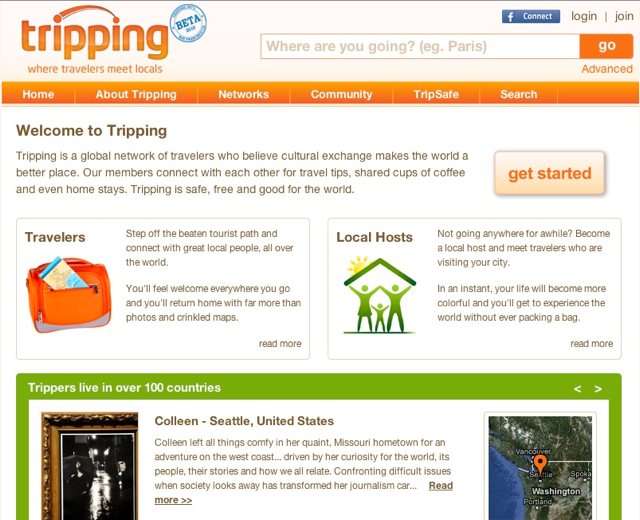 tripping
BETA
where travelers meet locals
Connect
login | join
Where are you going? (eg. Paris)
go
Advanced
Home
About Tripping
Networks
Community
TripSafe
Search
Welcome to Tripping
Tripping is a global network of travelers who believe cultural exchange makes the world a
better place. Our members connect with each other for travel tips, shared cups of coffee
and even home stays. Tripping is safe, free and good for the world.
get started
Travelers
Step off the beaten tourist path and
connect with great local people, all over
the world.
You'll feel welcome everywhere you go
and you'll return home with far more than
photos and crinkled maps.
read more
Local Hosts
Not going anywhere for awhile? Become
a local host and meet travelers who are
visiting your city.
In an instant, your life will become more
colorful and you'll get to experience the
world without ever packing a bag.
read more
Trippers live in over 100 countries
< >
Colleen - Seattle, United States
Colleen left all things comfy in her quaint, Missouri hometown for an
adventure on the west coast... driven by her curiosity for the world, its
people, their stories and how we all relate. Confronting difficult issues
when society looks away has transformed her journalism car... Read
more >>
Vancouver
Seattle
Spoka
Washington
Portland